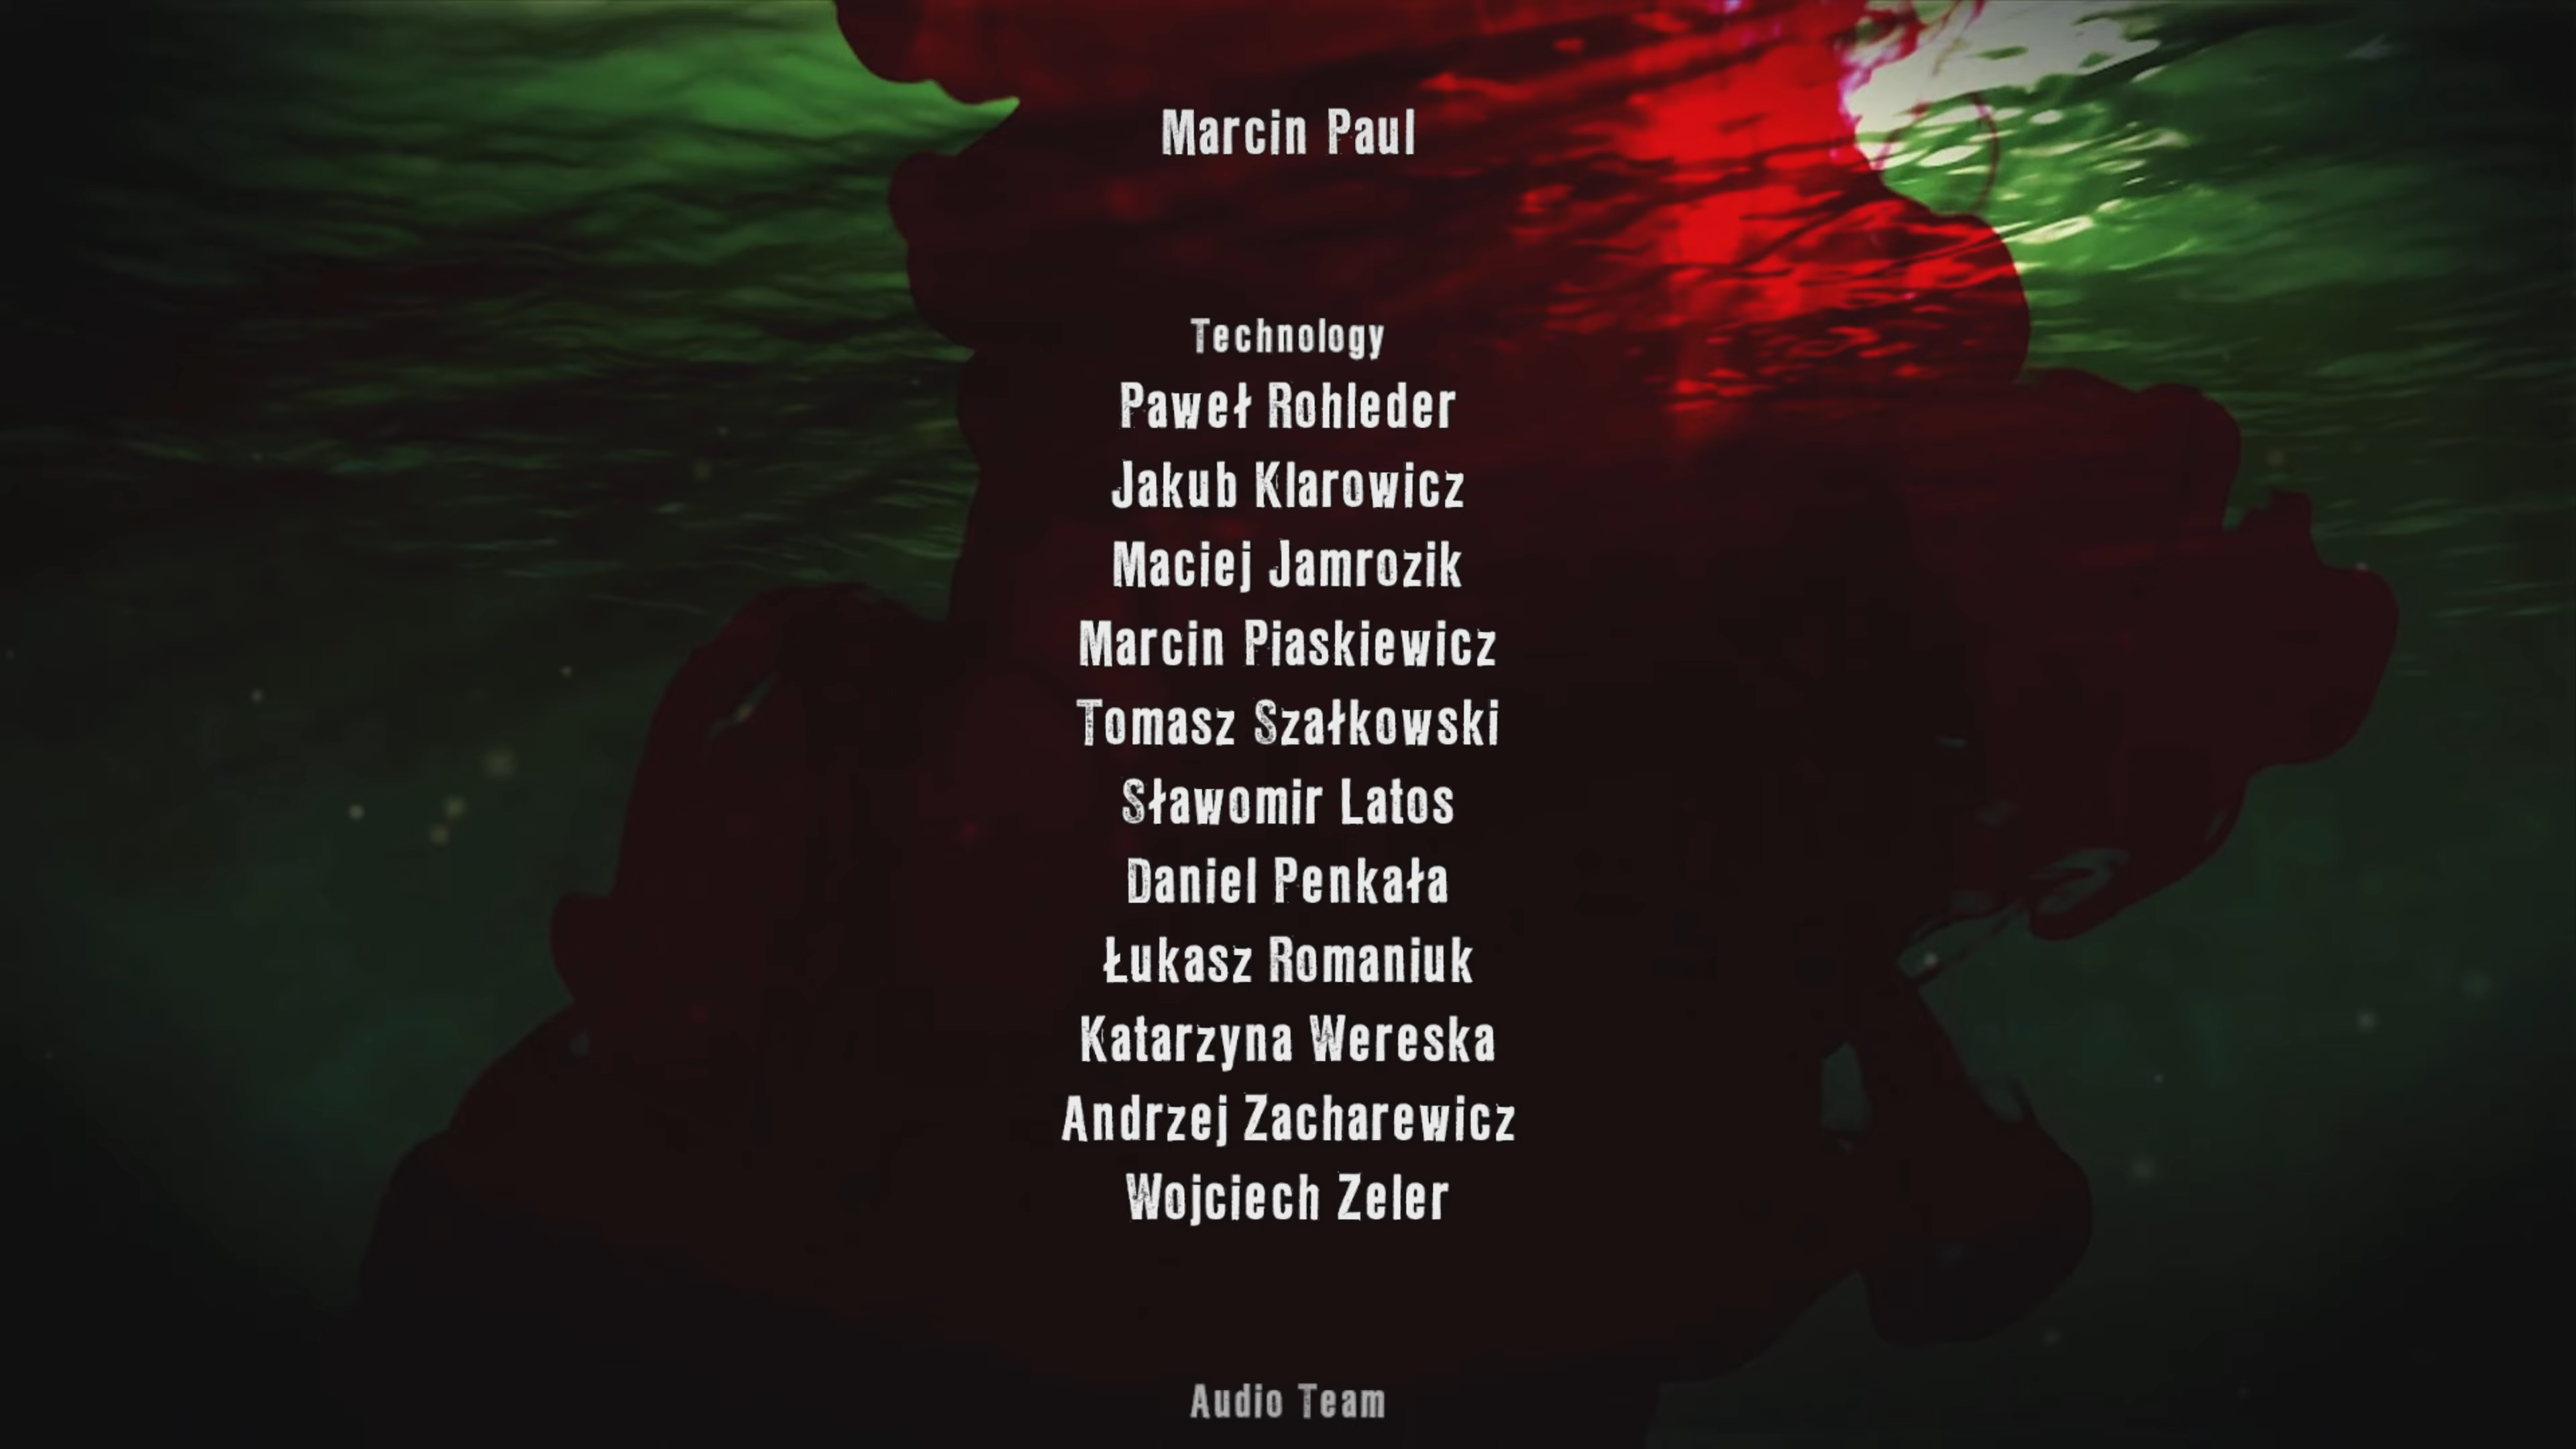 Marcin Paul
Technology
Paweł Rohleder
Jakub Klarowicz
Maciej Jamrozik
Marcin Piaskiewicz
Tomasz Szałkowski
Sławomir Latos
Daniel Penkała
Łukasz Romaniuk
Katarzyna Wereska
Andrzej Zacharewicz
Wojciech Zeler
Audio Team